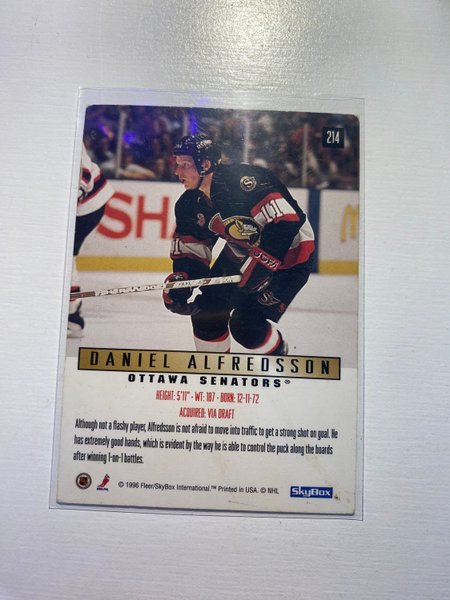 214
SHA
11
11
DANIEL ALFREDSSON
OTTAWA SENATORS®
HEIGHT: 5'11" • WT: 187 • BORN: 12-11-72
ACQUIRED: VIA DRAFT
Although not a flashy player, Alfredsson is not afraid to move into traffic to get a strong shot on goal. He
has extremely good hands, which is evident by the way he is able to control the puck along the boards
after winning 1-on-1 battles.
© 1996 Fleer/SkyBox International.™ Printed in USA. © NHL
SkyBox